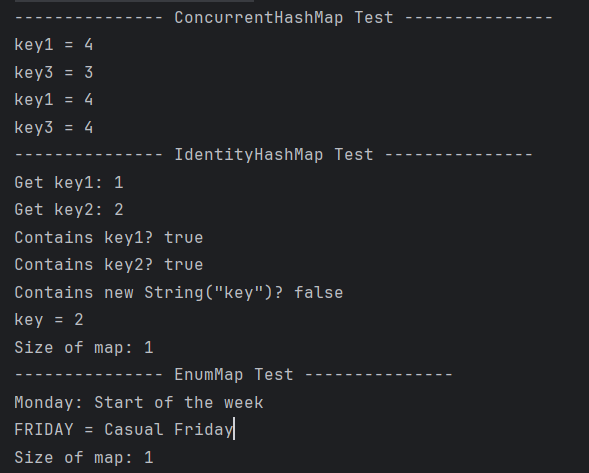 --------------- ConcurrentHashMap Test ---------------
key1 = 4
key3 = 3
key1 = 4
key3 = 4
--------------- IdentityHashMap Test ---------------
Get key1: 1
Get key2: 2
Contains key1? true
Contains key2? true
Contains new String("key")? false
key = 2
Size of map: 1
--------------- EnumMap Test ---------------
Monday: Start of the week
FRIDAY = Casual Friday
Size of map: 1